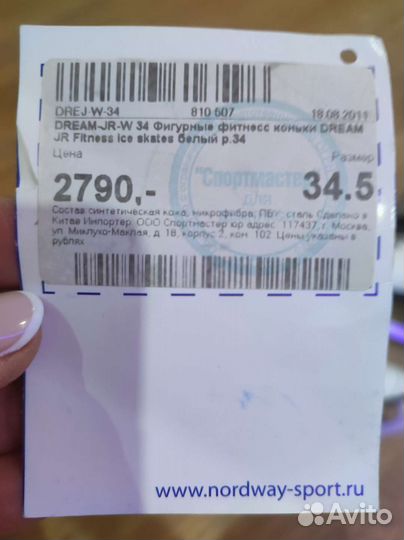 DREJ-W-34 810 607 18.08.2011
DREAM-JR-W 34 Фигурные фитнесс коньки DREAM
JR Fitness ice skates белый р.34
Цена Размер
"Спортмастер"
2790,- 34.5
Состав синтетическая кожа, микрофибра, ПВХ, сталь Сделано в
Китае Импортер: ООО Спортмастер юр адрес: 117437, г. Москва,
ул. Миклухо-Маклая, д. 18, корпус 2, ком. 102. Цены указаны в
рублях
www.nordway-sport.ru
Avito